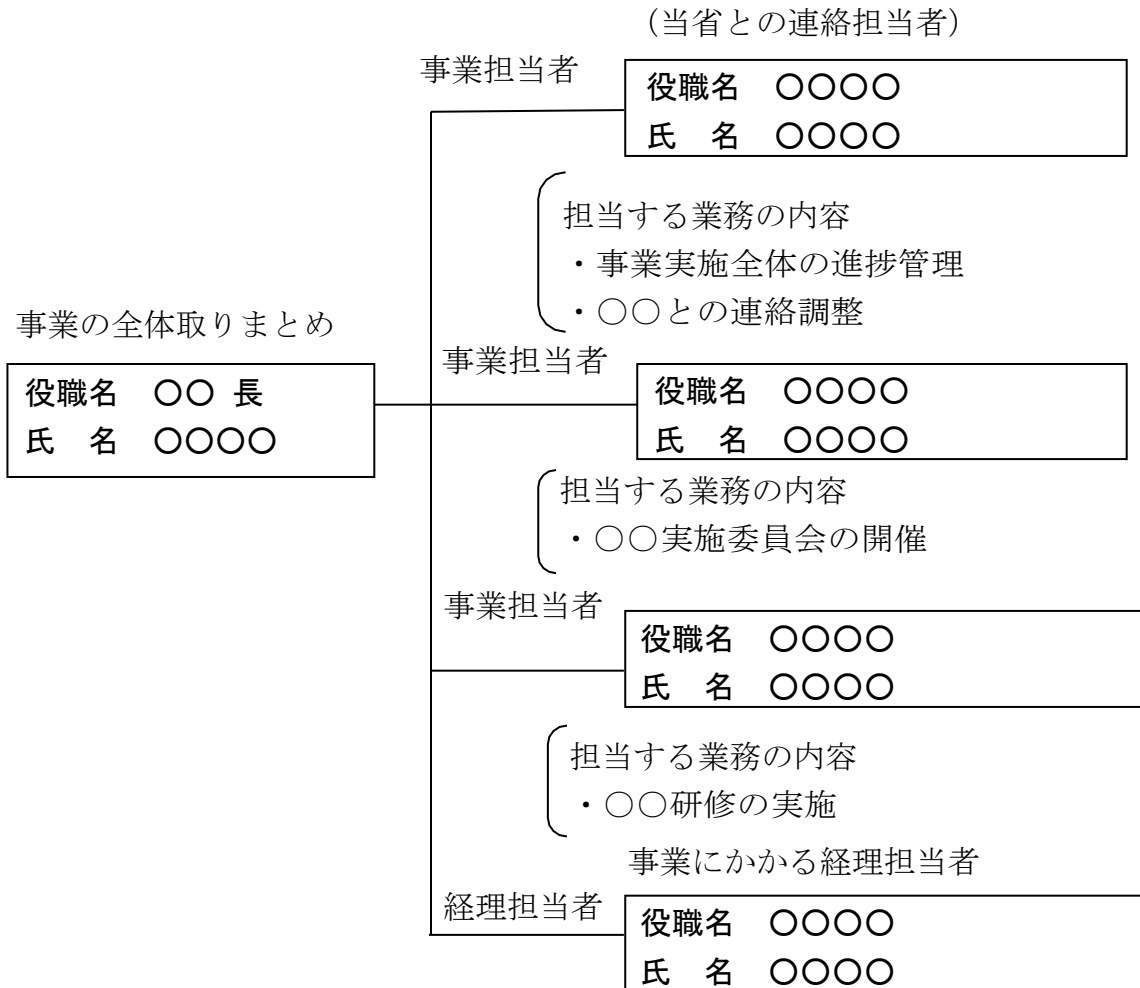 （当省との連絡担当者）
事業担当者
役職名　〇〇〇〇
氏　名　〇〇〇〇
担当する業務の内容
・事業実施全体の進捗管理
・○○との連絡調整
事業の全体取りまとめ
役職名　〇〇 長
氏　名　〇〇〇〇
事業担当者
役職名　〇〇〇〇
氏　名　〇〇〇〇
担当する業務の内容
・○○実施委員会の開催
事業担当者
役職名　〇〇〇〇
氏　名　〇〇〇〇
担当する業務の内容
・○○研修の実施
事業にかかる経理担当者
経理担当者
役職名　〇〇〇〇
氏　名　〇〇〇〇